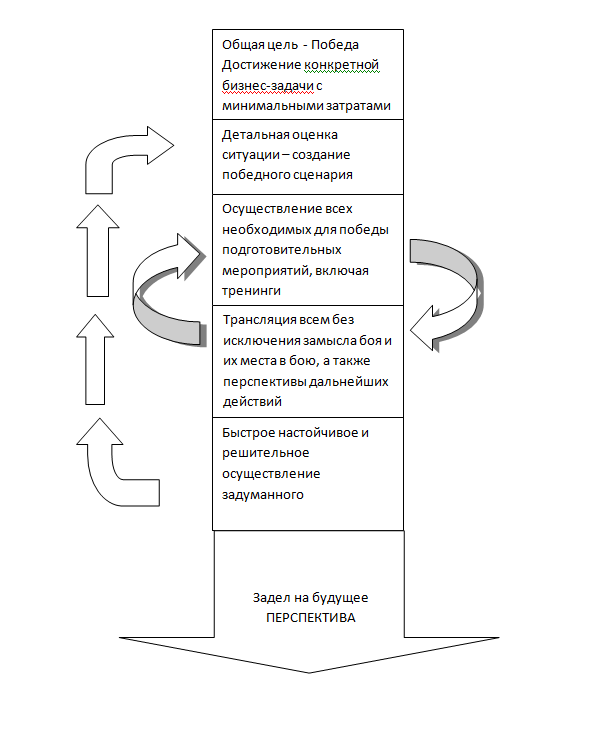 Общая цель - Победа
Достижение конкретной
бизнес-задачи с
минимальными затратами
Детальная оценка
ситуации – создание
победного сценария
Осуществление всех
необходимых для победы
подготовительных
мероприятий, включая
тренинги
Трансляция всем без
исключения замысла боя и
их места в бою, а также
перспективы дальнейших
действий
Быстрое настойчивое и
решительное
осуществление
задуманного
Задел на будущее
ПЕРСПЕКТИВА